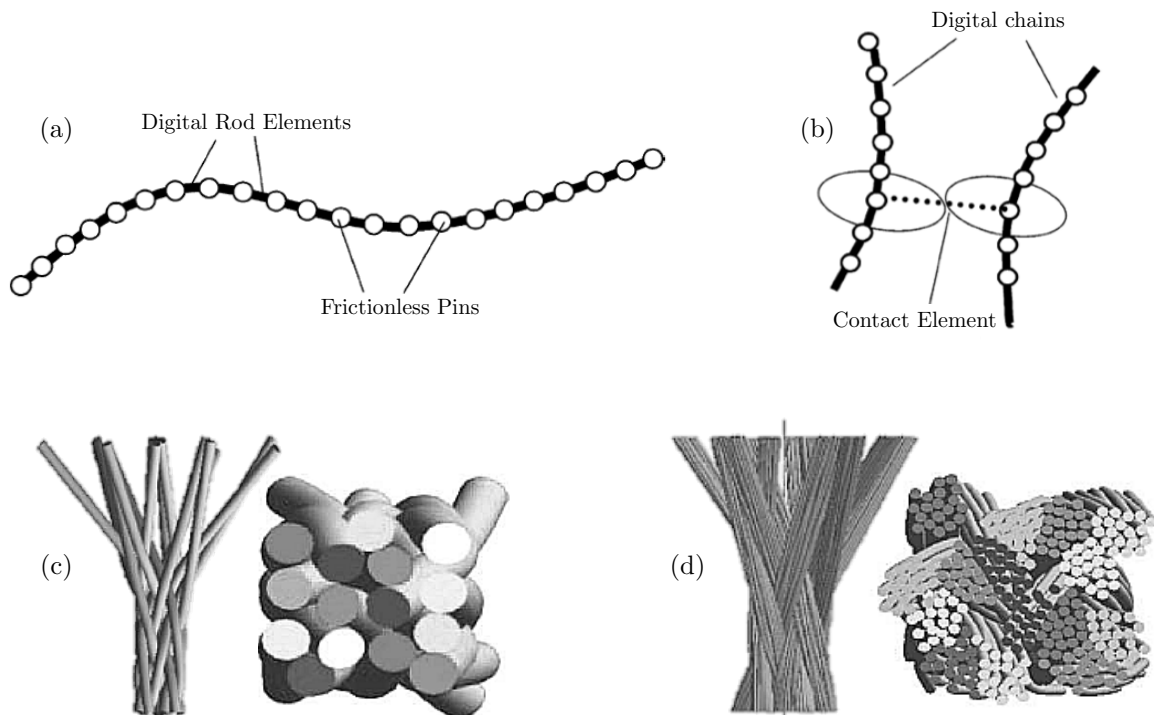 Digital chains
(a)
Digital Rod Elements
(b)
Frictionless Pins
Contact Element
(c)
(d)